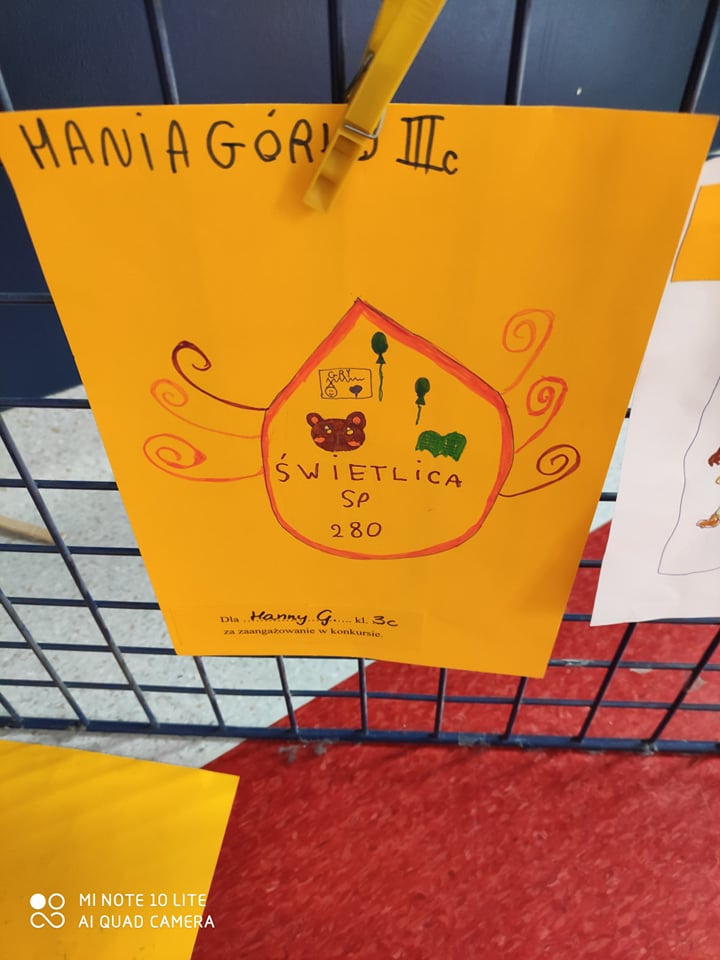 HANIA IIIc
GRY
ŚWIETLICA
SP
280
Dla ..Hanny..G..... kl. 3c
za zaangażowanie w konkursie.
MI NOTE 10 LITE
AI QUAD CAMERA